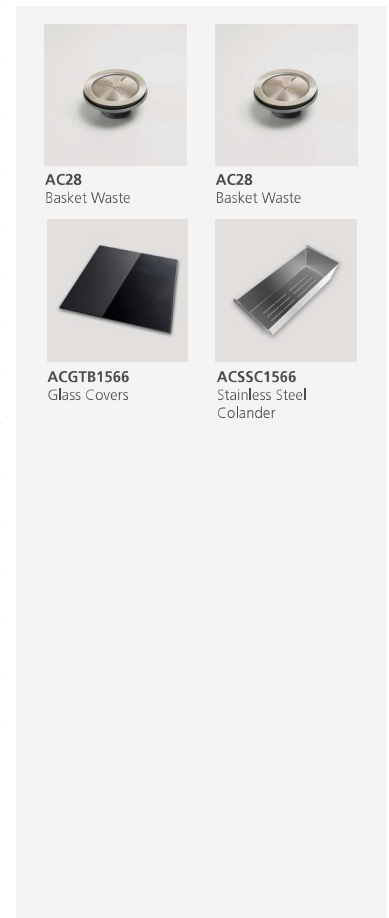 AC28
Basket Waste
AC28
Basket Waste
ACGTB1566
Glass Covers
ACSSC1566
Stainless Steel
Colander